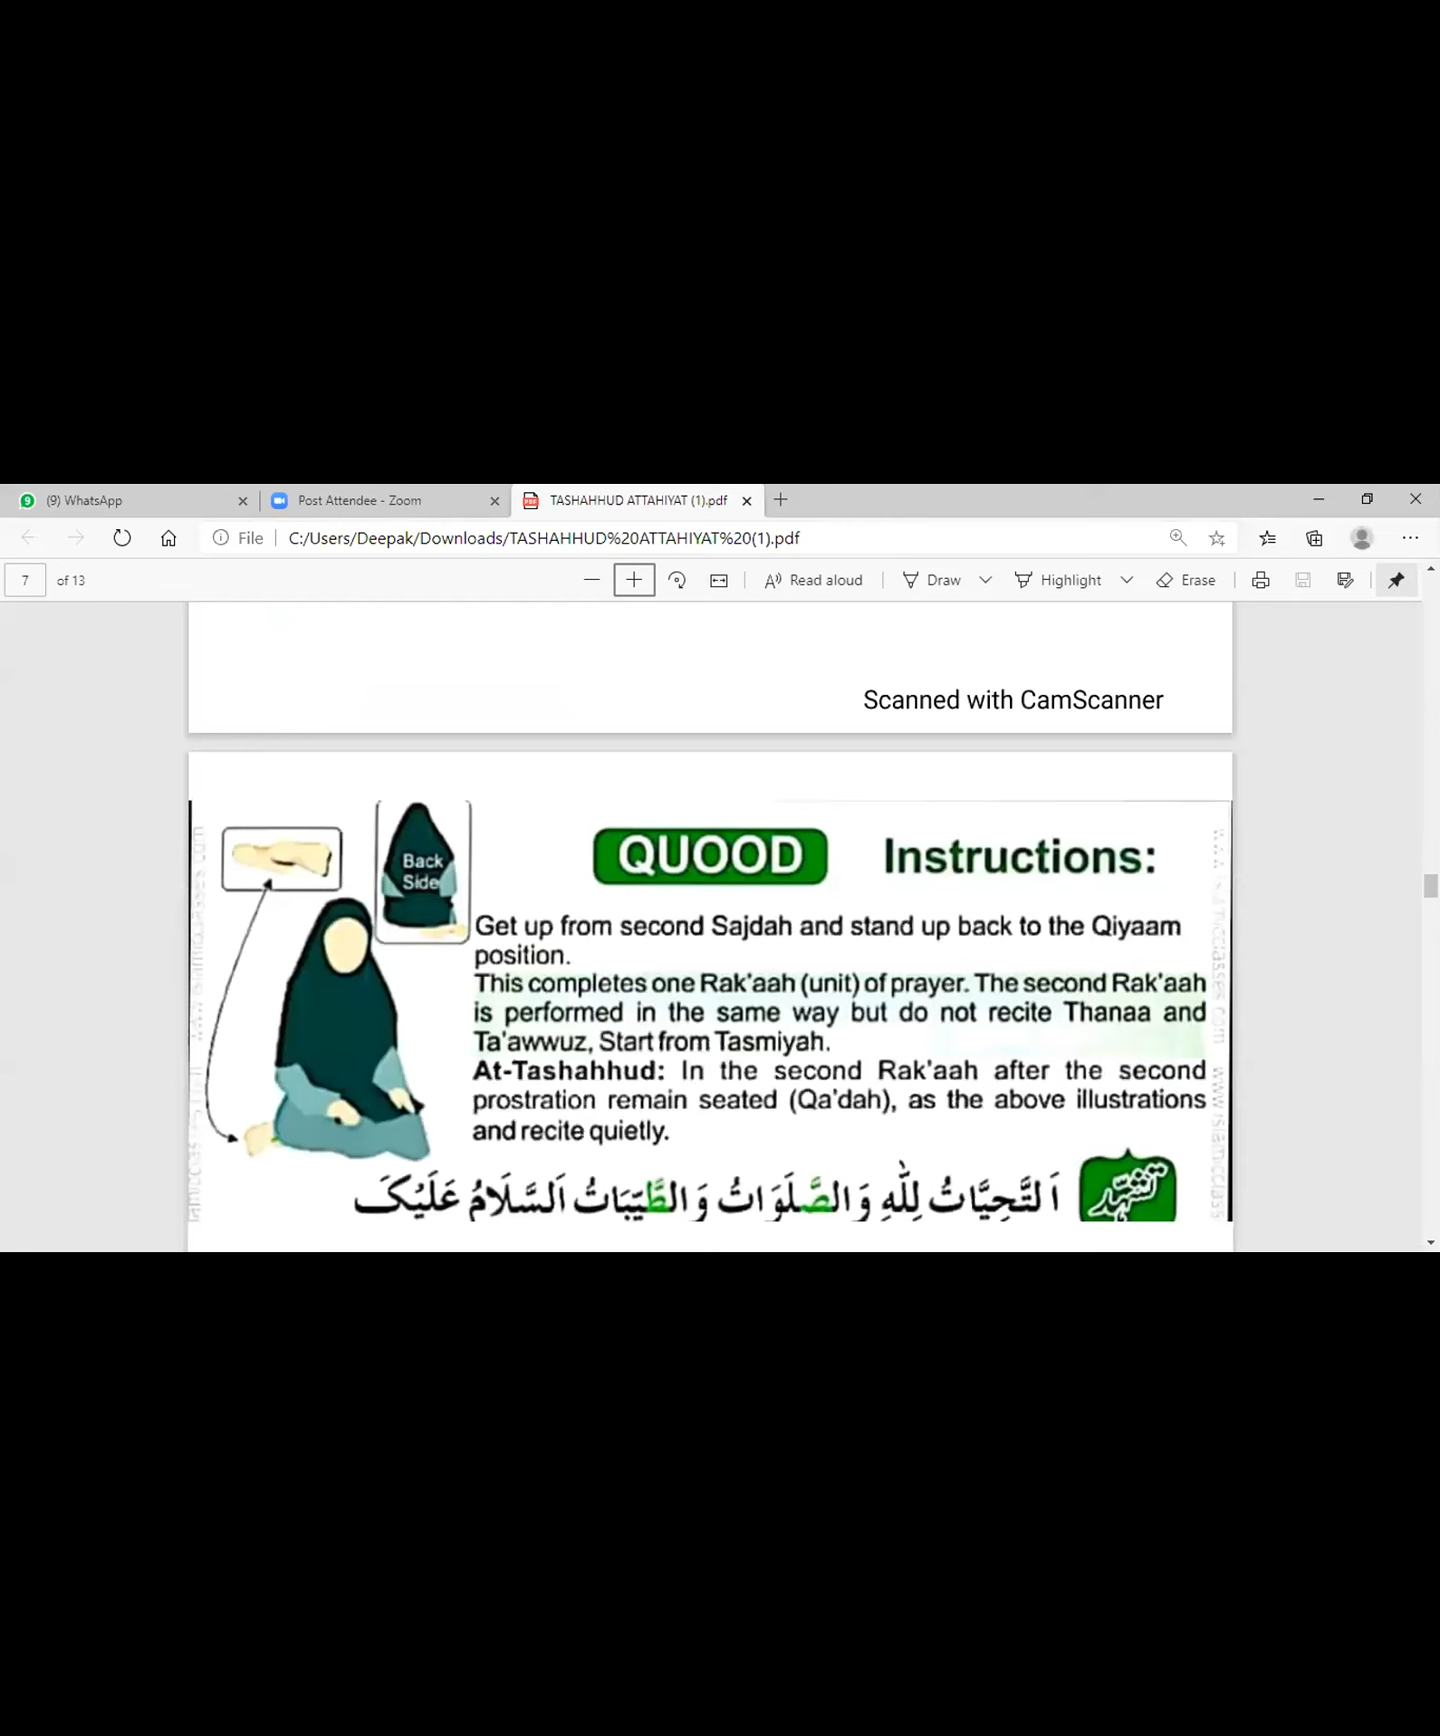 (9) WhatsApp
Post Attendee - Zoom
TASHAHHUD ATTAHIYAT (1).pdf
File
C:/Users/Deepak/Downloads/TASHAHHUD%20ATTAHIYAT%20(1).pdf
7 of 13
Read aloud
Draw
Highlight
Erase
Scanned with CamScanner
Back
Side
QUOOD
Instructions:
Get up from second Sajdah and stand up back to the Qiyaam
position.
This completes one Rak'aah (unit) of prayer. The second Rak'aah
is performed in the same way but do not recite Thanaa and
Ta'awwuz, Start from Tasmiyah.
At-Tashahhud: In the second Rak'aah after the second
prostration remain seated (Qa'dah), as the above illustrations
and recite quietly.
تشهّد
اَلتَّحِيَّاتُ لِلّٰهِ وَالصَّلَوَاتُ وَالطَّيِّبَاتُ اَلسَّلَامُ عَلَيْکَ